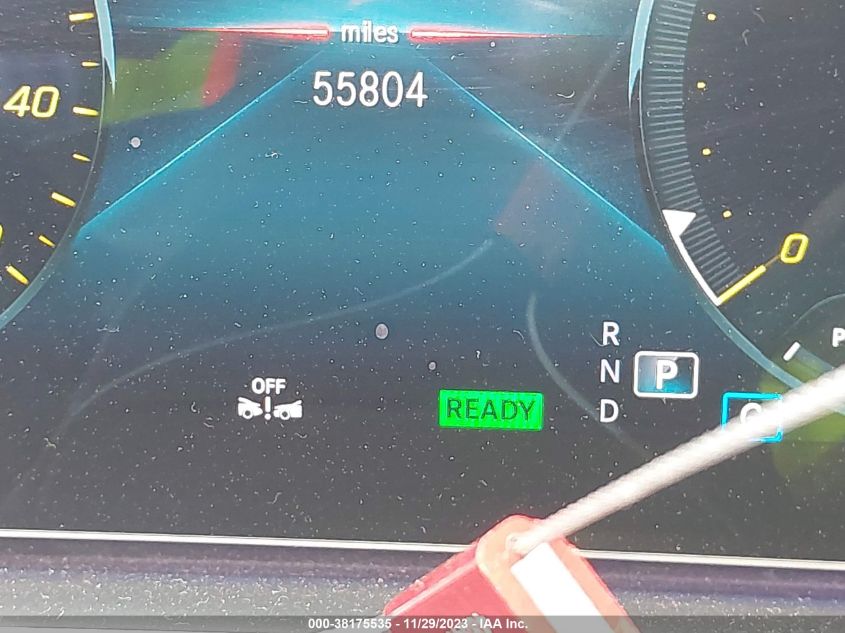 miles
55804
40
0
R
N
P
D
P
OFF
!
READY
C
000-38175535 - 11/29/2023 - IAA Inc.